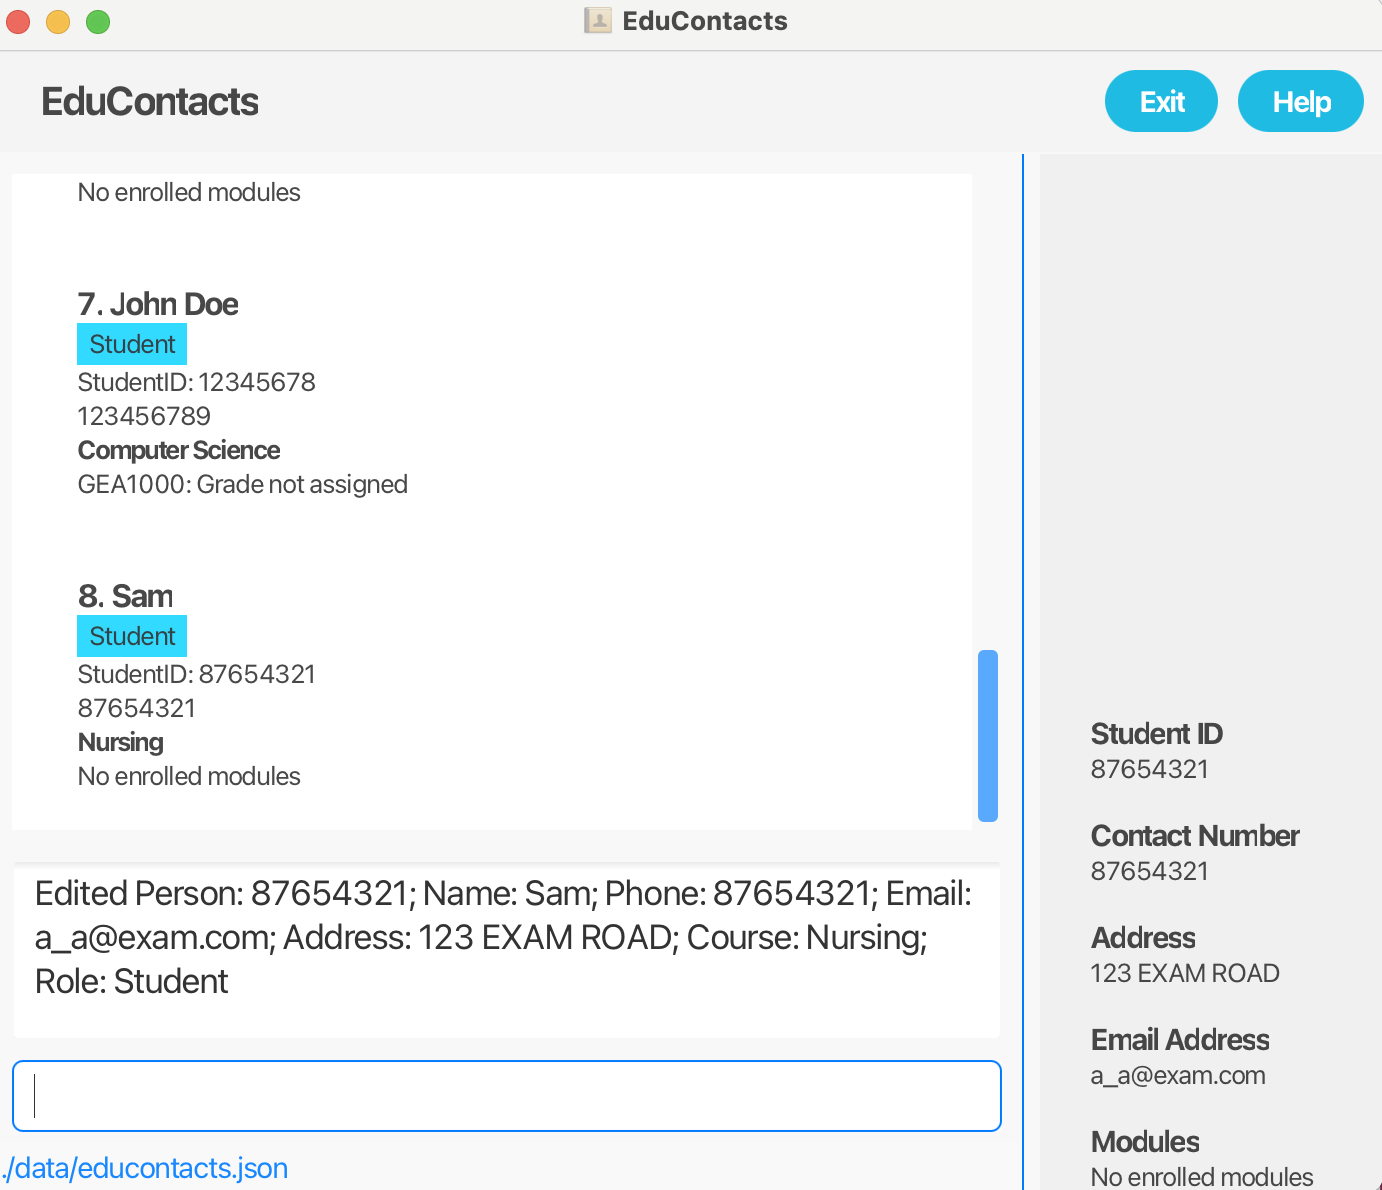 EduContacts
EduContacts
Exit
Help
No enrolled modules
7. John Doe
Student
StudentID: 12345678
123456789
Computer Science
GEA1000: Grade not assigned
8. Sam
Student
StudentID: 87654321
87654321
Nursing
No enrolled modules
Edited Person: 87654321; Name: Sam; Phone: 87654321; Email:
a_a@exam.com; Address: 123 EXAM ROAD; Course: Nursing;
Role: Student
./data/educontacts.json
Student ID
87654321
Contact Number
87654321
Address
123 EXAM ROAD
Email Address
a_a@exam.com
Modules
No enrolled modules